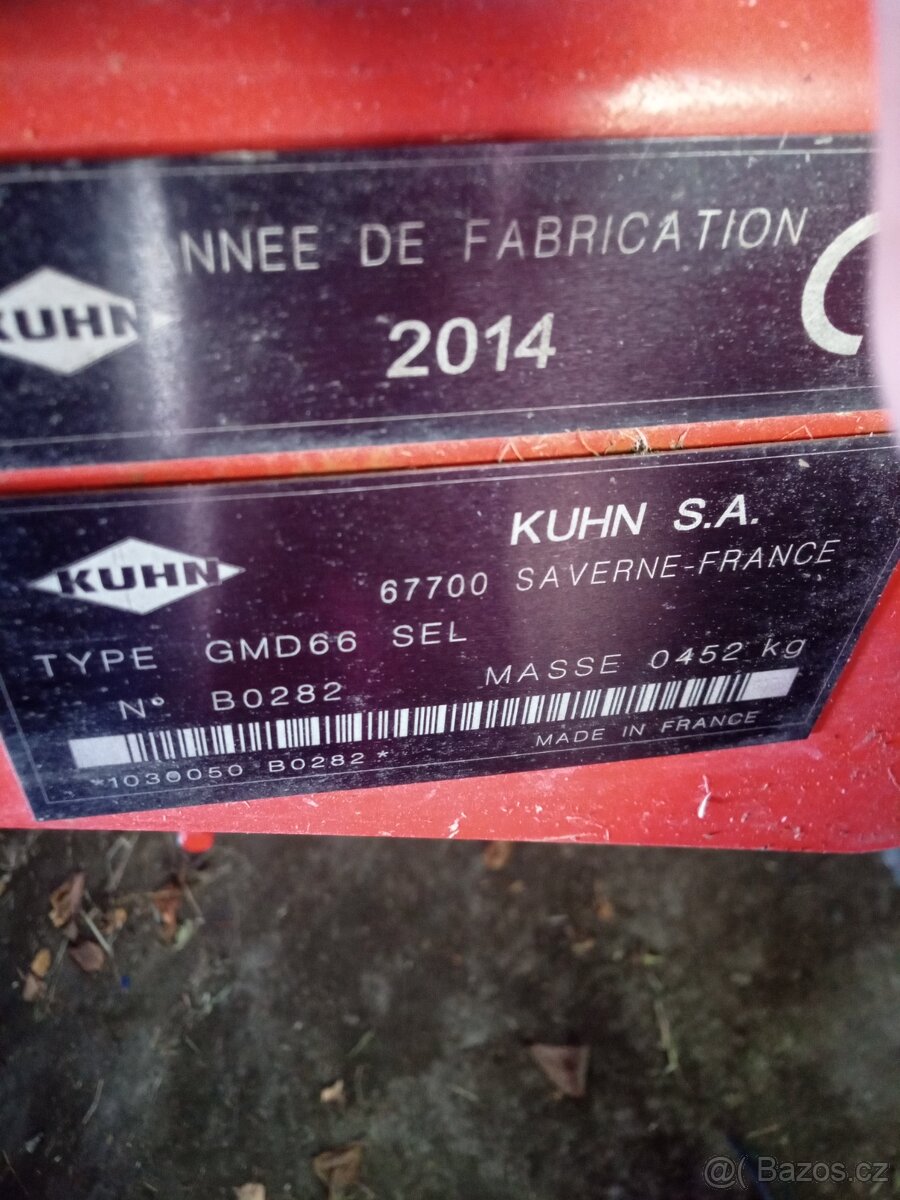 ANNEE DE FABRICATION
KUHN
2014
KUHN S.A.
KUHN
67700 SAVERNE-FRANCE
TYPE GMD66 SEL
MASSE 0452 kg
N° B0282
MADE IN FRANCE
*1030050 B0282*
@( Bazos.cz